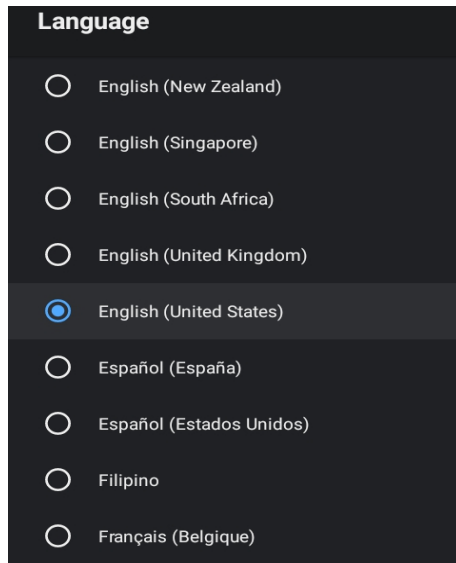 Language
English (New Zealand)
English (Singapore)
English (South Africa)
English (United Kingdom)
English (United States)
Español (España)
Español (Estados Unidos)
Filipino
Français (Belgique)